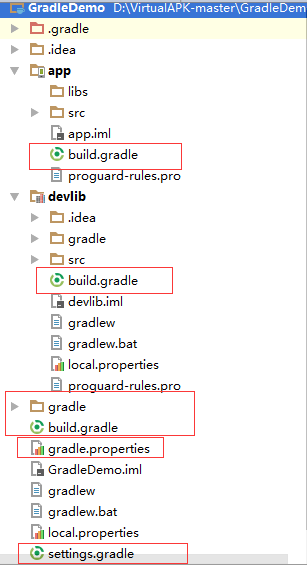 GradleDemo D:\VirtualAPK-master\GradleDem
.gradle
.idea
app
libs
src
app.iml
build.gradle
proguard-rules.pro
devlib
.idea
gradle
src
build.gradle
devlib.iml
gradlew
gradlew.bat
local.properties
proguard-rules.pro
gradle
build.gradle
gradle.properties
GradleDemo.iml
gradlew
gradlew.bat
local.properties
settings.gradle